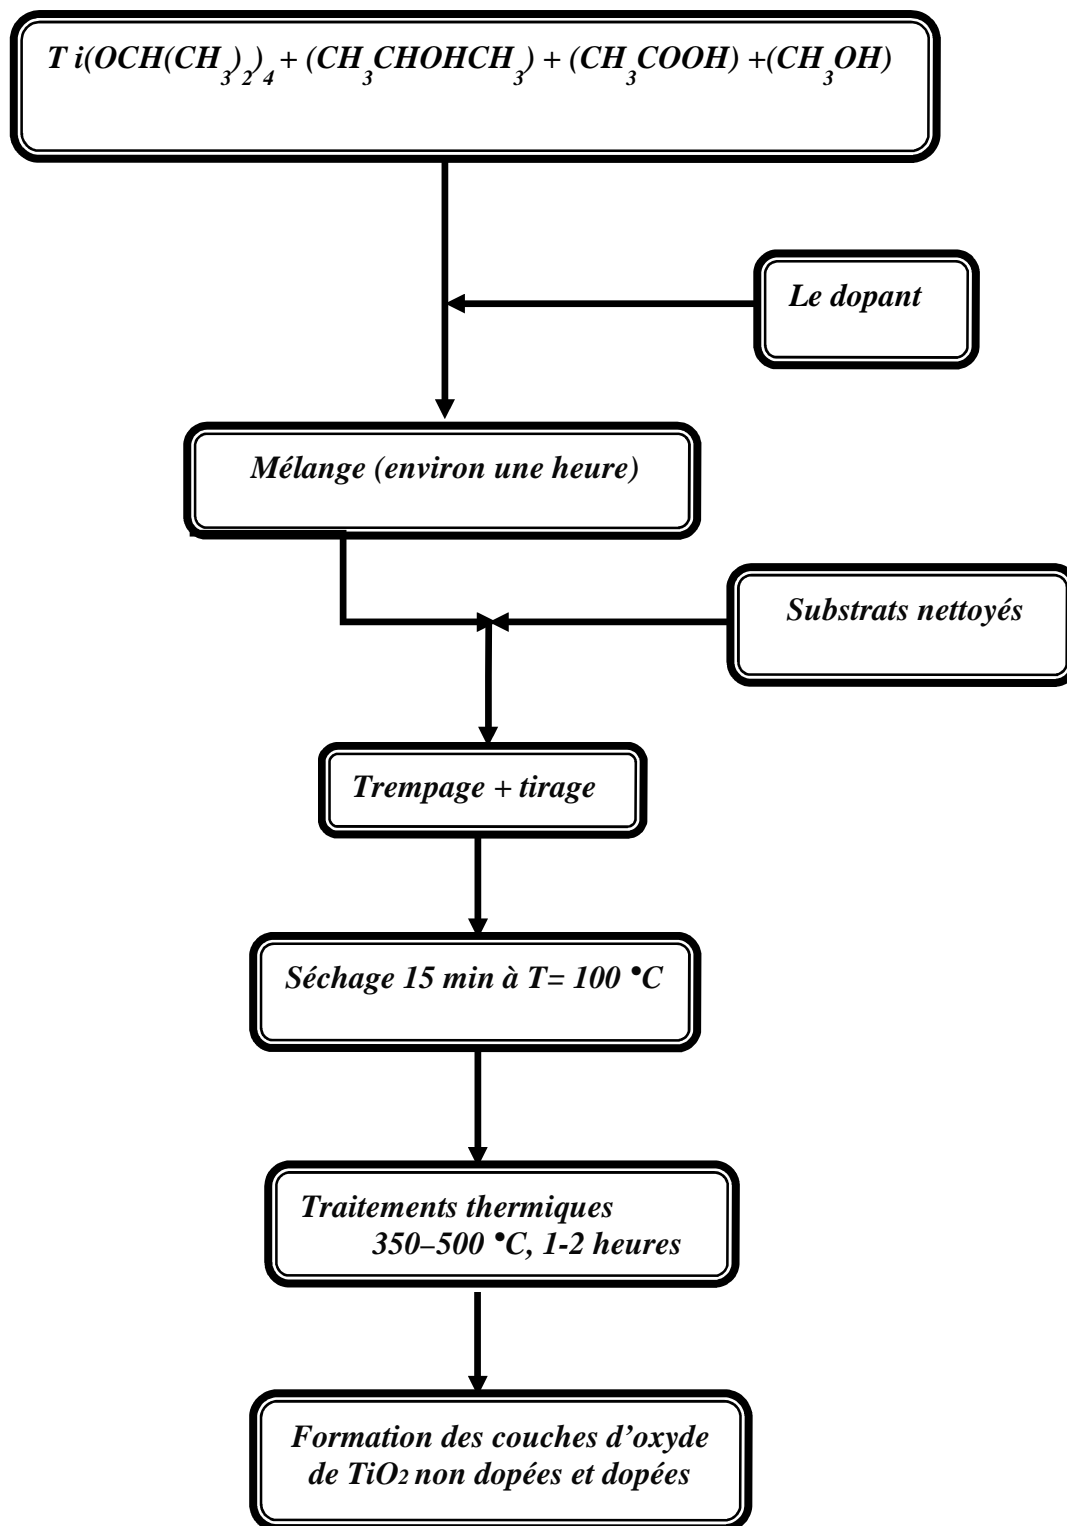 T i(OCH(CH3)2)4 + (CH3CHOHCH3) + (CH3COOH) +(CH3OH)
Le dopant
Mélange (environ une heure)
Substrats nettoyés
Trempage + tirage
Séchage 15 min à T= 100 °C
Traitements thermiques
350–500 °C, 1-2 heures
Formation des couches d’oxyde
de TiO2 non dopées et dopées